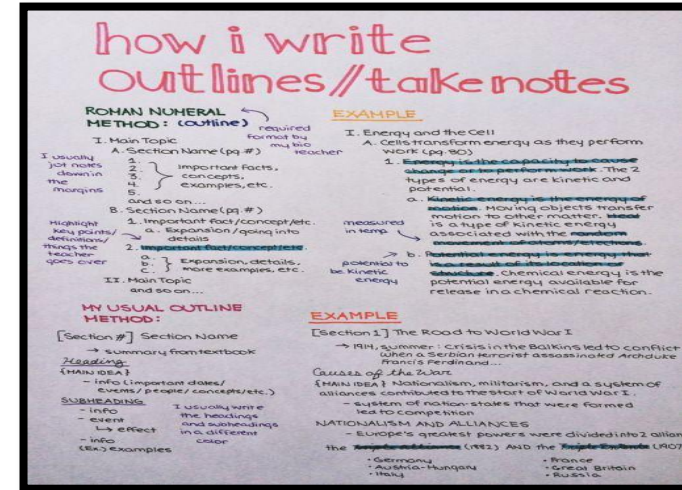 how i write
outlines//take notes
ROMAN NUMERAL
METHOD: (outline)
required
format by
my bio
teacher
I. Main Topic
A. Section Name (pg. #)
1.
2.
3.
4.
5.
important facts,
concepts,
examples, etc.
and so on...
I usually
jot notes
down in
the
margins
B. Section Name (pg. #)
1. Important fact/concept/etc.
a. Expansion/going into
details
2. Important fact/concept/etc
a.
b.
c.
Expansion, details,
more examples, etc.
Highlight
key points/
definitions/
things the
teacher
goes over
II. Main Topic
and so on...
EXAMPLE
I. Energy and the Cell
A. Cells transform energy as they perform
work (pg. 80)
1. Energy is the capacity to cause
change or to perform work. The 2
types of energy are kinetic and
potential.
a. Kinetic energy is the energy of
motion. Moving objects transfer
motion to other matter. Heat
is a type of kinetic energy
associated with the random
b. Potential energy is energy that
is a result of its location or
structure. Chemical energy is the
potential energy available for
release in a chemical reaction.
measured
in temp
potential to
be kinetic
energy
MY USUAL OUTLINE
METHOD:
[Section #] Section Name
→ summary from textbook
Heading
{MAIN IDEA}
- info (important dates/
events/people/concepts/etc.)
SUBHEADING
- info
- event
↳ effect
- info
(Ex.) examples
I usually write
the headings
and subheadings
in a different
color
EXAMPLE
[Section 1] The Road to World War I
→ 1914, summer: crisis in the Balkins led to conflict
when a Serbian terrorist assassinated Archduke
Francis Ferdinand...
Causes of the War
{MAIN IDEA} Nationalism, militarism, and a system of
alliances contributed to the start of World War I.
- system of nation-states that were formed
led to competition
NATIONALISM AND ALLIANCES
- Europe's greatest powers were divided into 2 allian
the Triple Alliance (1882) AND the Triple Entente (1907
• Germany
• Austria-Hungary
• Italy
• France
• Great Britain
• Russia